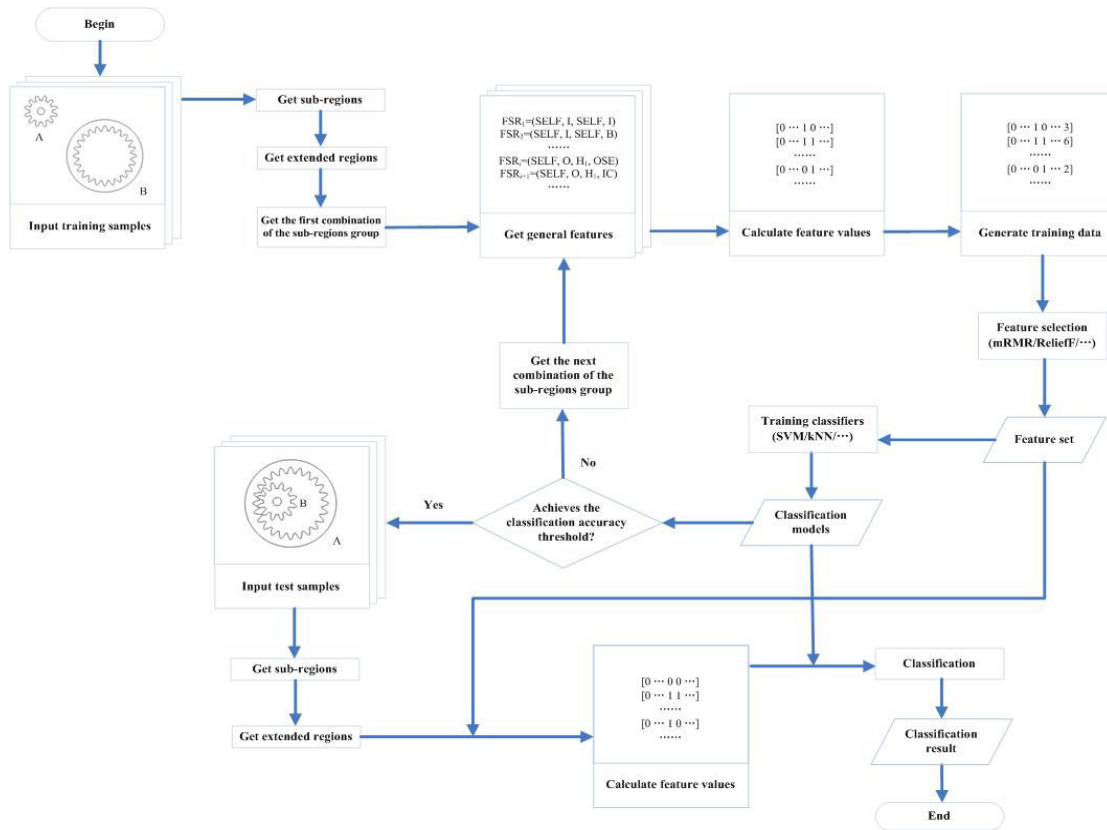 Begin
A
B
Input training samples
Get sub-regions
Get extended regions
Get the first combination
of the sub-regions group
FSR₁=(SELF, I, SELF, I)
FSR₂=(SELF, I, SELF, B)
······
FSRᵢ=(SELF, O, H₁, OSE)
FSRᵢ₋₁=(SELF, O, H₁, IC)
······
Get general features
[0 ··· 1 0 ···]
[0 ··· 1 1 ···]
······
[0 ··· 0 1 ···]
······
Calculate feature values
[0 ··· 1 0 ··· 3]
[0 ··· 1 1 ··· 6]
······
[0 ··· 0 1 ··· 2]
······
Generate training data
Feature selection
(mRMR/ReliefF/···)
Feature set
Training classifiers
(SVM/kNN/···)
Classification
models
Achieves the
classification accuracy
threshold?
No
Get the next
combination of the
sub-regions group
Yes
B
A
Input test samples
Get sub-regions
Get extended regions
[0 ··· 0 0 ···]
[0 ··· 1 1 ···]
······
[0 ··· 1 0 ···]
······
Calculate feature values
Classification
Classification
result
End